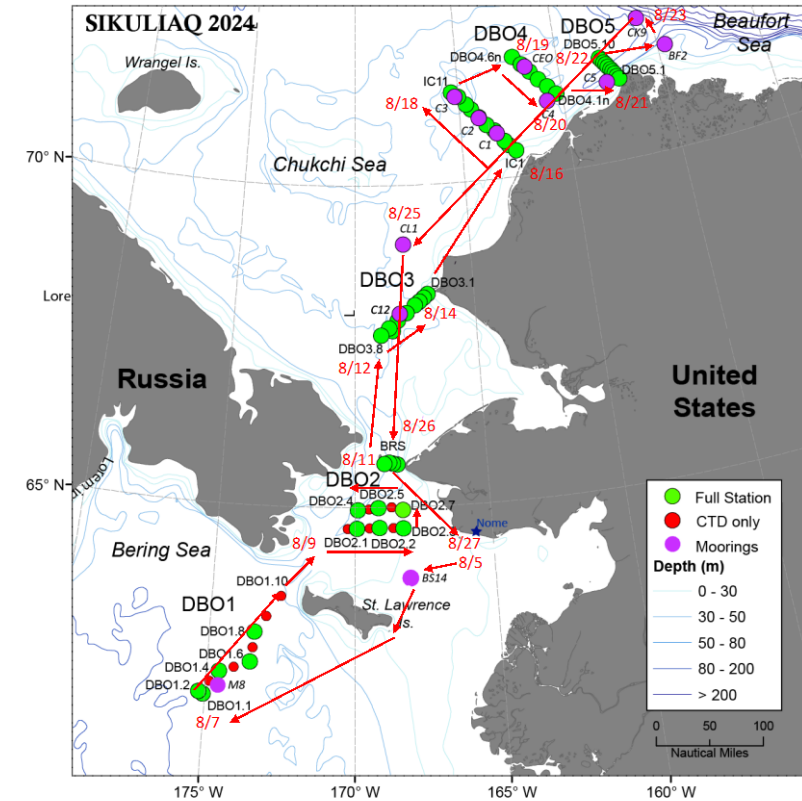 SIKULIAQ 2024
DBO4
DBO5
8/23
Beaufort
Sea
CK9
BF2
Wrangel Is.
8/19
DBO4.6n
CEO
DBO5.10
8/22
DBO5.1
C5
IC11
C3
8/18
C2
C1
C4
DBO4.1n
8/21
8/20
IC1
8/16
70° N
Chukchi Sea
8/25
CL1
DBO3
DBO3.1
Lore
L
C12
8/14
DBO3.8
8/12
Russia
United
States
8/26
BRS
8/11
65° N
DBO2
DBO2.5
DBO2.4
DBO2.7
Nome
DBO2.1
DBO2.2
8/27
Bering Sea
8/9
8/5
BS14
DBO1.10
St. Lawrence
Is.
DBO1
DBO1.8
DBO1.6
DBO1.4
DBO1.2
M8
DBO1.1
8/7
Full Station
CTD only
Moorings
Depth (m)
0 - 30
30 - 50
50 - 80
80 - 200
> 200
0 50 100
Nautical Miles
175° W
170° W
165° W
160° W